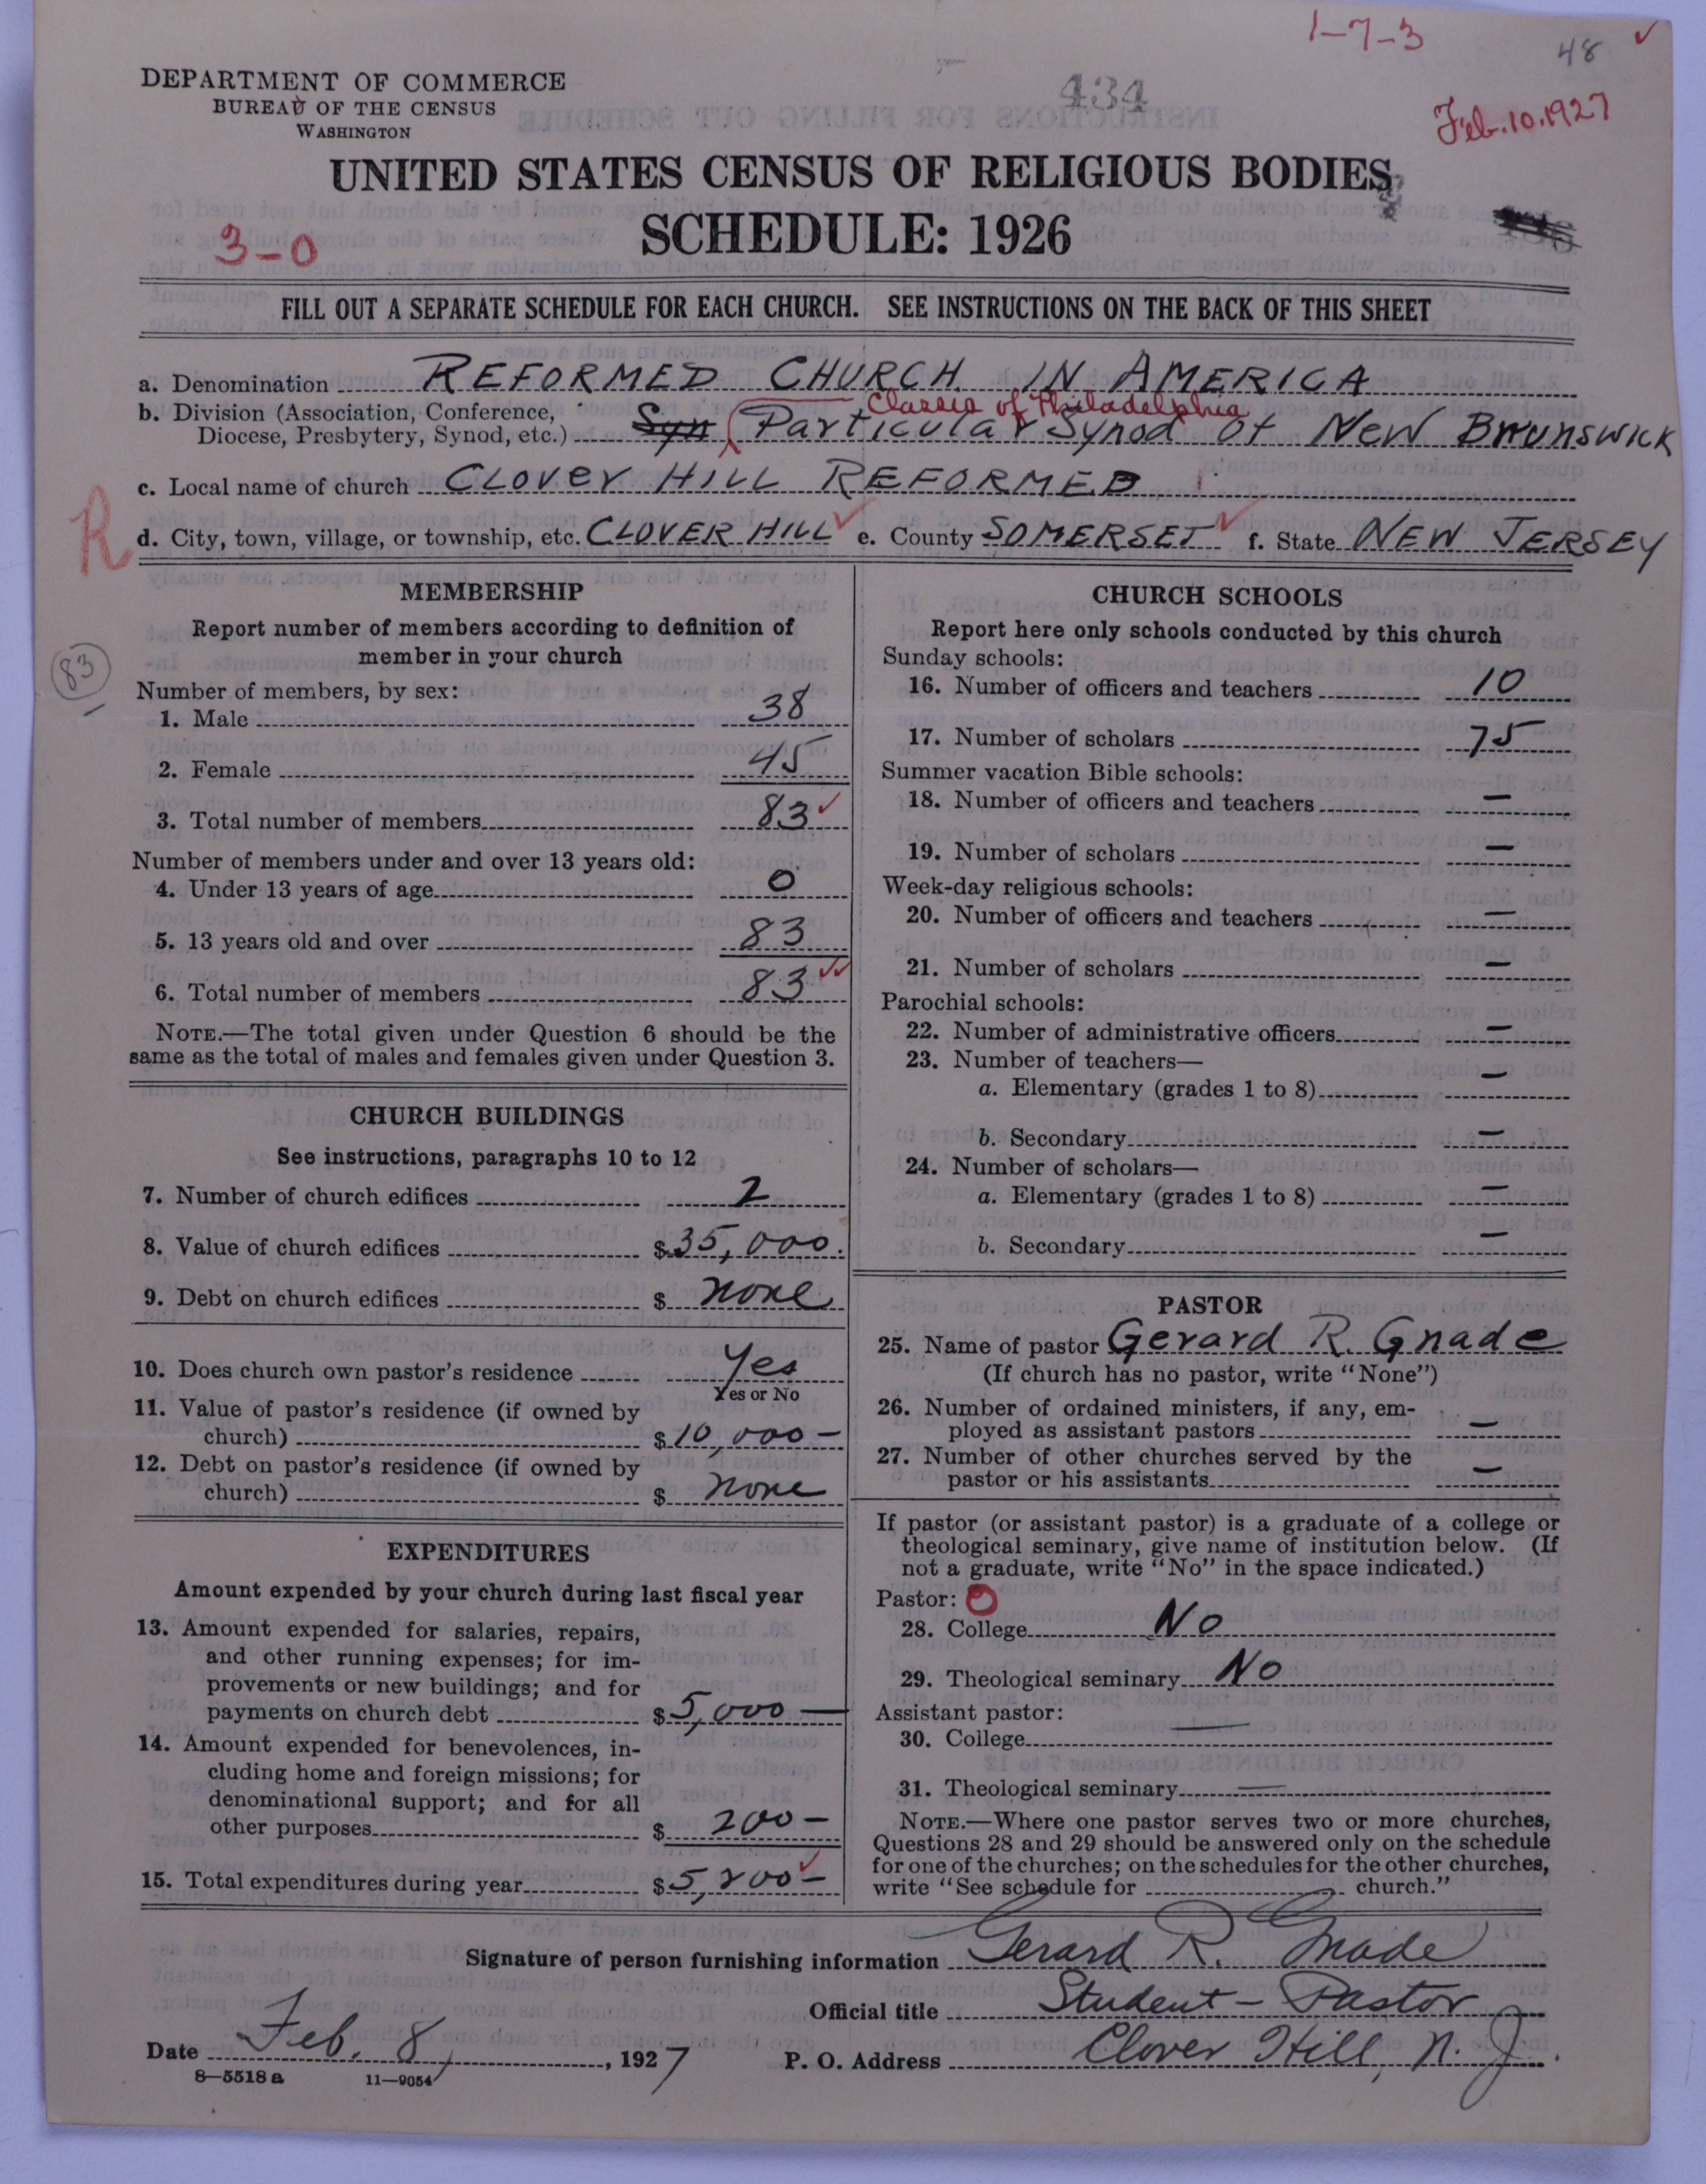 1-7-3
48
DEPARTMENT OF COMMERCE
BUREAU OF THE CENSUS
WASHINGTON
434
Feb. 10. 1927
UNITED STATES CENSUS OF RELIGIOUS BODIES
SCHEDULE: 1926
3-0
FILL OUT A SEPARATE SCHEDULE FOR EACH CHURCH. SEE INSTRUCTIONS ON THE BACK OF THIS SHEET
a. Denomination REFORMED CHURCH IN AMERICA
Classis of Philadelphia
b. Division (Association, Conference,
Diocese, Presbytery, Synod, etc.) Syn Particular Synod of New Brunswick
c. Local name of church CLOVER HILL REFORMED
R
d. City, town, village, or township, etc. CLOVER HILL e. County SOMERSET f. State NEW JERSEY
MEMBERSHIP
Report number of members according to definition of
member in your church
83
Number of members, by sex:
1. Male 38
2. Female 45
3. Total number of members 83
Number of members under and over 13 years old:
4. Under 13 years of age 0
5. 13 years old and over 83
6. Total number of members 83
NOTE.—The total given under Question 6 should be the
same as the total of males and females given under Question 3.
CHURCH BUILDINGS
See instructions, paragraphs 10 to 12
7. Number of church edifices 2
8. Value of church edifices $35,000.
9. Debt on church edifices $ none
10. Does church own pastor's residence Yes
Yes or No
11. Value of pastor's residence (if owned by
church) $10,000—
12. Debt on pastor's residence (if owned by
church) $ none
EXPENDITURES
Amount expended by your church during last fiscal year
13. Amount expended for salaries, repairs,
and other running expenses; for im-
provements or new buildings; and for
payments on church debt $5,000—
14. Amount expended for benevolences, in-
cluding home and foreign missions; for
denominational support; and for all
other purposes $ 200—
15. Total expenditures during year $5,200—
CHURCH SCHOOLS
Report here only schools conducted by this church
Sunday schools:
16. Number of officers and teachers 10
17. Number of scholars 75
Summer vacation Bible schools:
18. Number of officers and teachers —
19. Number of scholars —
Week-day religious schools:
20. Number of officers and teachers —
21. Number of scholars —
Parochial schools:
22. Number of administrative officers —
23. Number of teachers—
a. Elementary (grades 1 to 8) —
b. Secondary —
24. Number of scholars—
a. Elementary (grades 1 to 8) —
b. Secondary —
PASTOR
25. Name of pastor Gerard R. Gnade
(If church has no pastor, write "None")
26. Number of ordained ministers, if any, em-
ployed as assistant pastors —
27. Number of other churches served by the
pastor or his assistants —
If pastor (or assistant pastor) is a graduate of a college or
theological seminary, give name of institution below. (If
not a graduate, write "No" in the space indicated.)
Pastor: 0
28. College No
29. Theological seminary No
Assistant pastor:
30. College —
31. Theological seminary —
NOTE.—Where one pastor serves two or more churches,
Questions 28 and 29 should be answered only on the schedule
for one of the churches; on the schedules for the other churches,
write "See schedule for church."
Signature of person furnishing information Gerard R. Gnade
Official title Student-Pastor
Date Feb. 8, 1927 P. O. Address Clover Hill, N. J.
8—5518 a 11—9054